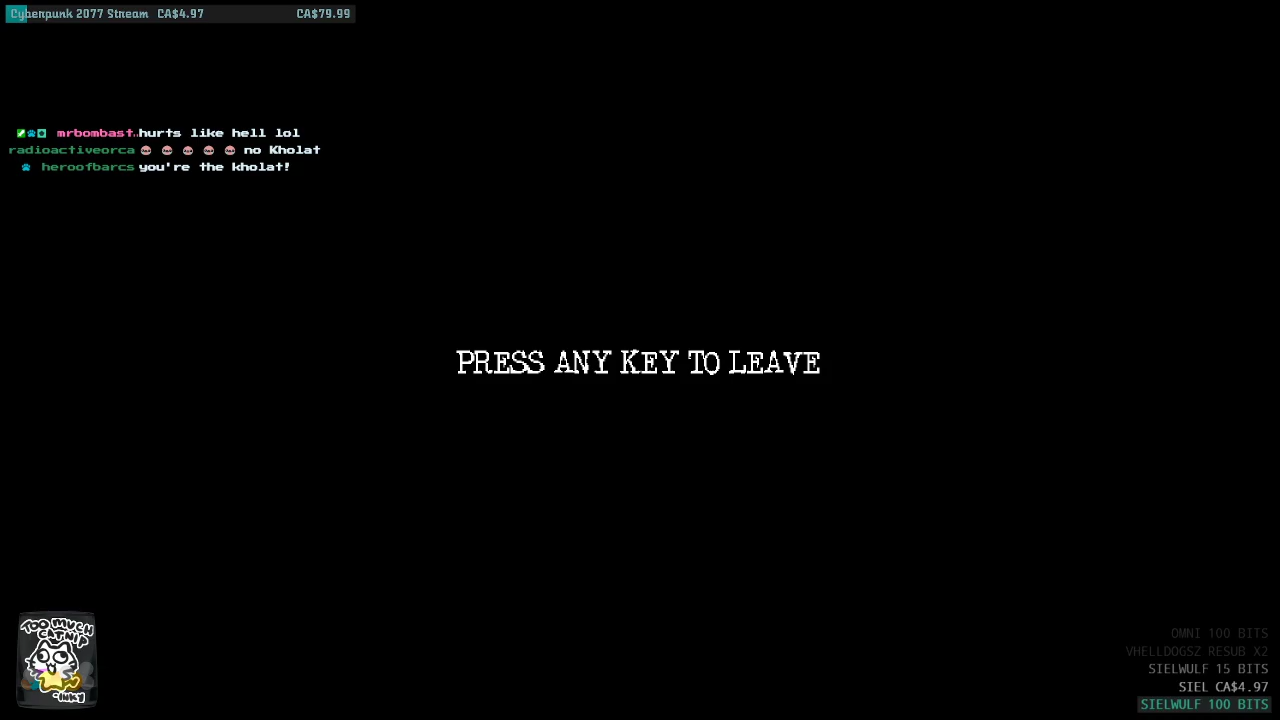 Cyberpunk 2077 Stream CA$4.97 CA$79.99
mrbombast..hurts like hell lol
radioactiveorca no Kholat
heroofbarcs you're the kholat!
PRESS ANY KEY TO LEAVE
TOO MUCH
CATNIP
-INKY
OMNI 100 BITS
VHELLDOGSZ RESUB X2
SIELWULF 15 BITS
SIEL CA$4.97
SIELWULF 100 BITS